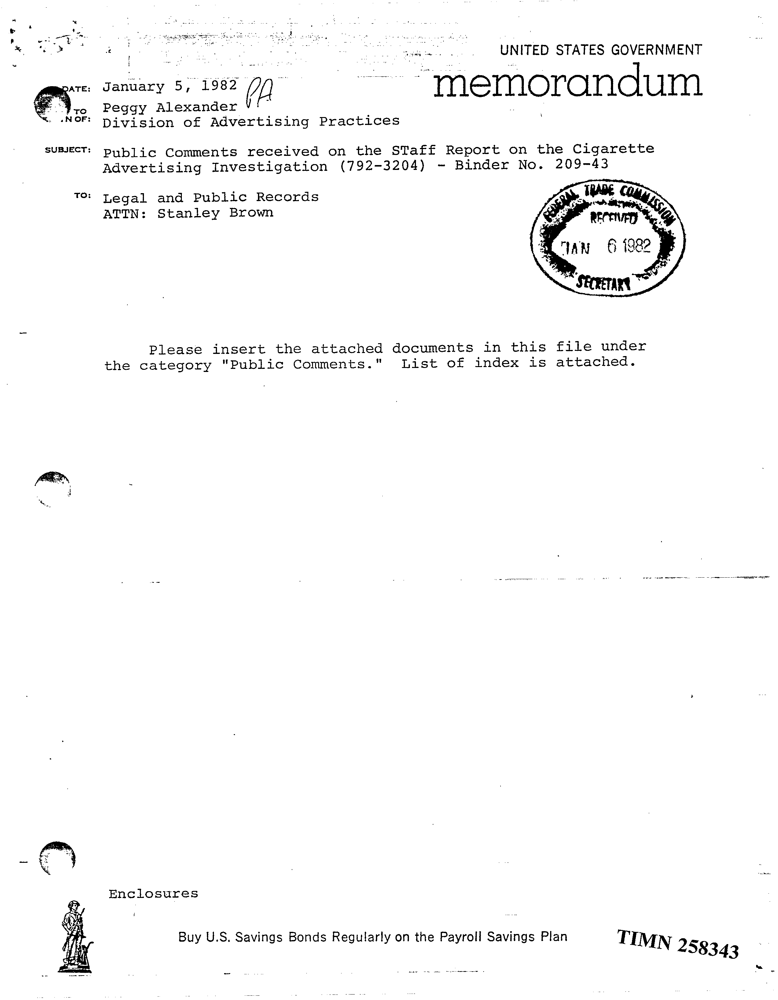 UNITED STATES GOVERNMENT
memorandum
DATE: January 5, 1982 PA
TO Peggy Alexander
N OF: Division of Advertising Practices
SUBJECT: Public Comments received on the STaff Report on the Cigarette
Advertising Investigation (792-3204) - Binder No. 209-43
TO: Legal and Public Records
ATTN: Stanley Brown
FEDERAL TRADE COMMISSION
RECEIVED
JAN 6 1982
SECRETARY
Please insert the attached documents in this file under
the category "Public Comments." List of index is attached.
Enclosures
Buy U.S. Savings Bonds Regularly on the Payroll Savings Plan
TIMN 258343